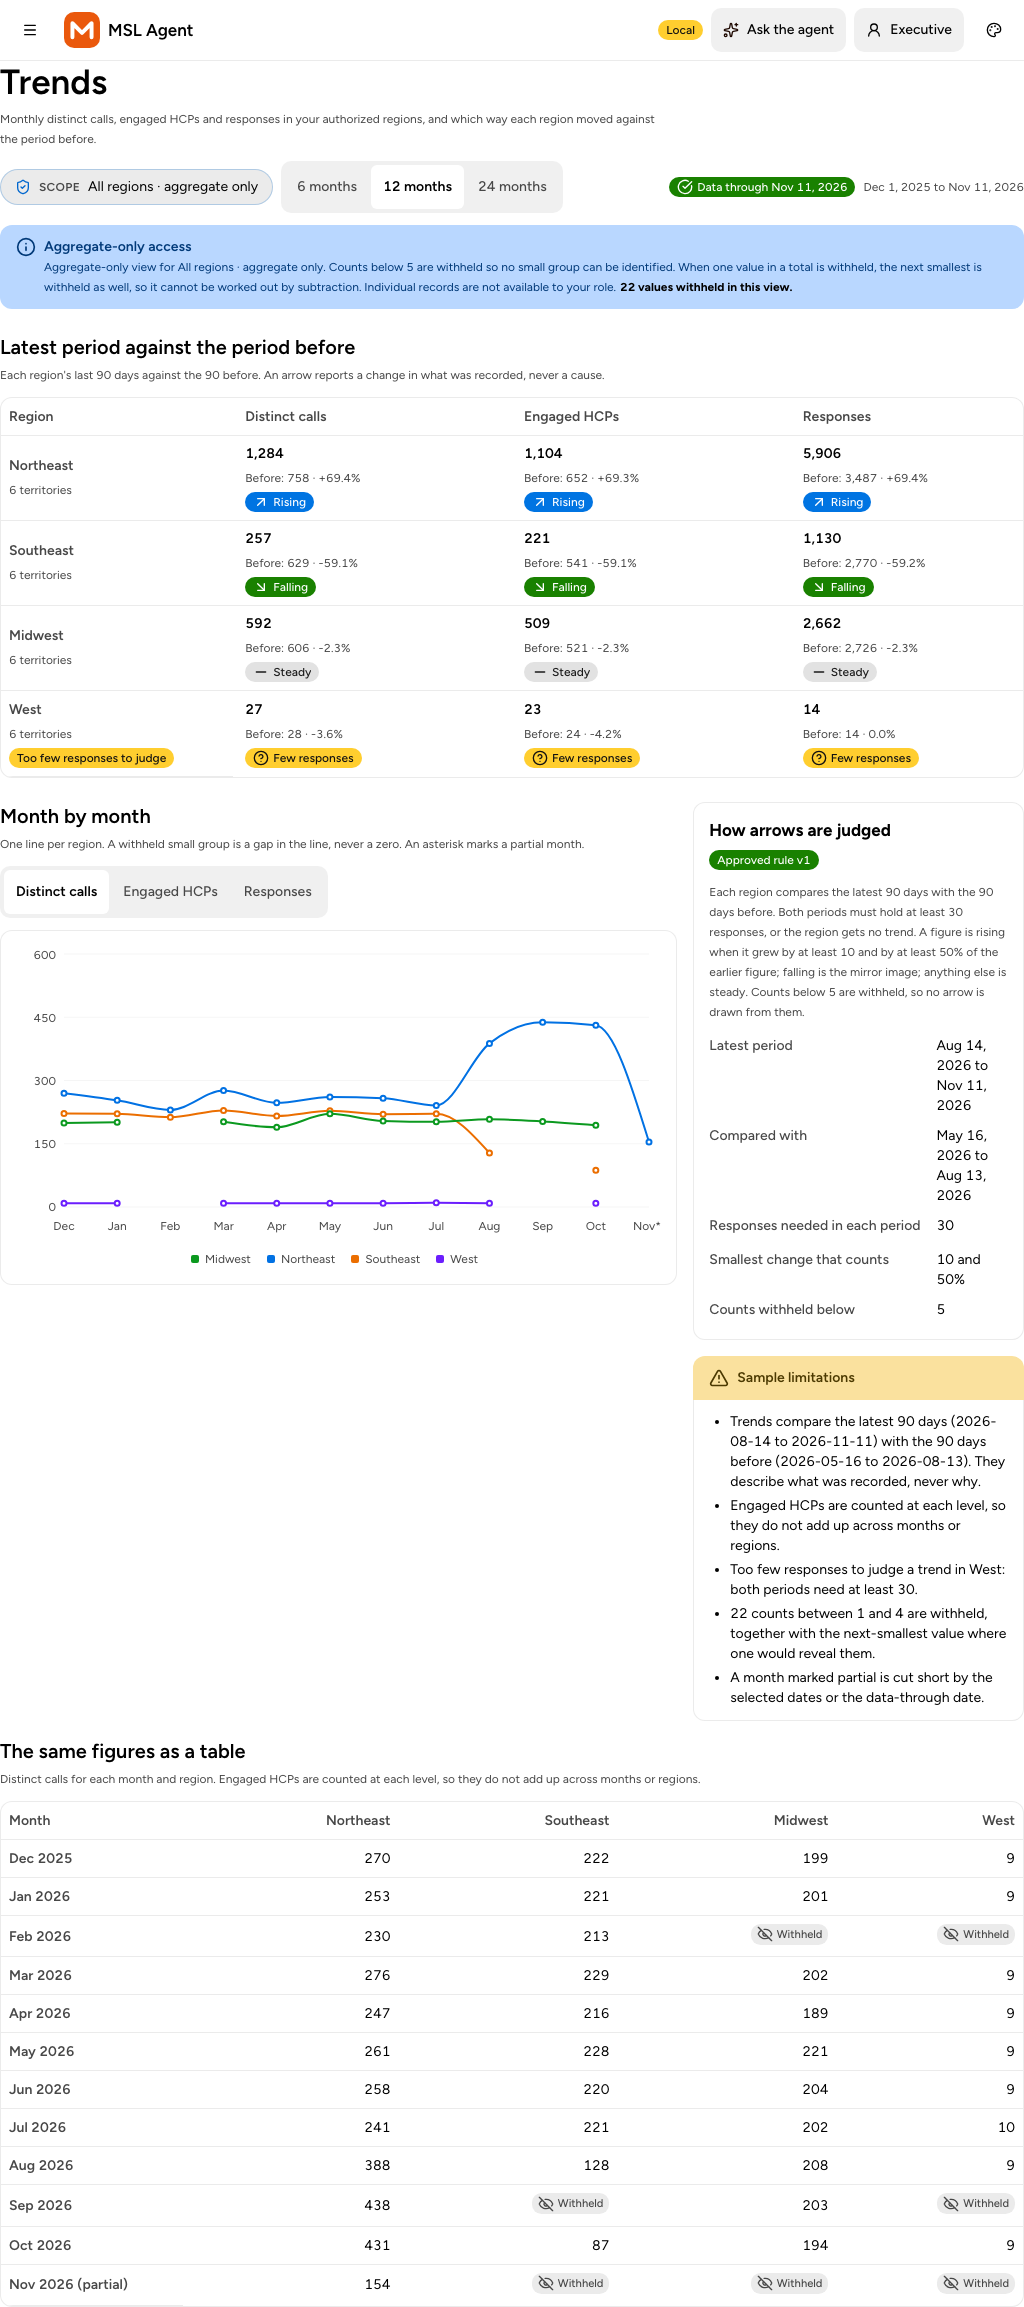 MSL Agent
Local
Ask the agent
Executive
Trends
Monthly distinct calls, engaged HCPs and responses in your authorized regions, and which way each region moved against
the period before.
SCOPE All regions · aggregate only
6 months
12 months
24 months
Data through Nov 11, 2026
Dec 1, 2025 to Nov 11, 2026
Aggregate-only access
Aggregate-only view for All regions · aggregate only. Counts below 5 are withheld so no small group can be identified. When one value in a total is withheld, the next smallest is
withheld as well, so it cannot be worked out by subtraction. Individual records are not available to your role. 22 values withheld in this view.
Latest period against the period before
Each region's last 90 days against the 90 before. An arrow reports a change in what was recorded, never a cause.
Region Distinct calls Engaged HCPs Responses
Northeast
6 territories
1,284
Before: 758 · +69.4%
Rising
1,104
Before: 652 · +69.3%
Rising
5,906
Before: 3,487 · +69.4%
Rising
Southeast
6 territories
257
Before: 629 · -59.1%
Falling
221
Before: 541 · -59.1%
Falling
1,130
Before: 2,770 · -59.2%
Falling
Midwest
6 territories
592
Before: 606 · -2.3%
Steady
509
Before: 521 · -2.3%
Steady
2,662
Before: 2,726 · -2.3%
Steady
West
6 territories
Too few responses to judge
27
Before: 28 · -3.6%
Few responses
23
Before: 24 · -4.2%
Few responses
14
Before: 14 · 0.0%
Few responses
Month by month
One line per region. A withheld small group is a gap in the line, never a zero. An asterisk marks a partial month.
Distinct calls
Engaged HCPs
Responses
600
450
300
150
0
Dec Jan Feb Mar Apr May Jun Jul Aug Sep Oct Nov*
Midwest Northeast Southeast West
How arrows are judged
Approved rule v1
Each region compares the latest 90 days with the 90
days before. Both periods must hold at least 30
responses, or the region gets no trend. A figure is rising
when it grew by at least 10 and by at least 50% of the
earlier figure; falling is the mirror image; anything else is
steady. Counts below 5 are withheld, so no arrow is
drawn from them.
Latest period
Aug 14,
2026 to
Nov 11,
2026
Compared with
May 16,
2026 to
Aug 13,
2026
Responses needed in each period 30
Smallest change that counts
10 and
50%
Counts withheld below 5
Sample limitations
• Trends compare the latest 90 days (2026-
08-14 to 2026-11-11) with the 90 days
before (2026-05-16 to 2026-08-13). They
describe what was recorded, never why.
• Engaged HCPs are counted at each level, so
they do not add up across months or
regions.
• Too few responses to judge a trend in West:
both periods need at least 30.
• 22 counts between 1 and 4 are withheld,
together with the next-smallest value where
one would reveal them.
• A month marked partial is cut short by the
selected dates or the data-through date.
The same figures as a table
Distinct calls for each month and region. Engaged HCPs are counted at each level, so they do not add up across months or regions.
Month Northeast Southeast Midwest West
Dec 2025 270 222 199 9
Jan 2026 253 221 201 9
Feb 2026 230 213 Withheld Withheld
Mar 2026 276 229 202 9
Apr 2026 247 216 189 9
May 2026 261 228 221 9
Jun 2026 258 220 204 9
Jul 2026 241 221 202 10
Aug 2026 388 128 208 9
Sep 2026 438 Withheld 203 Withheld
Oct 2026 431 87 194 9
Nov 2026 (partial) 154 Withheld Withheld Withheld